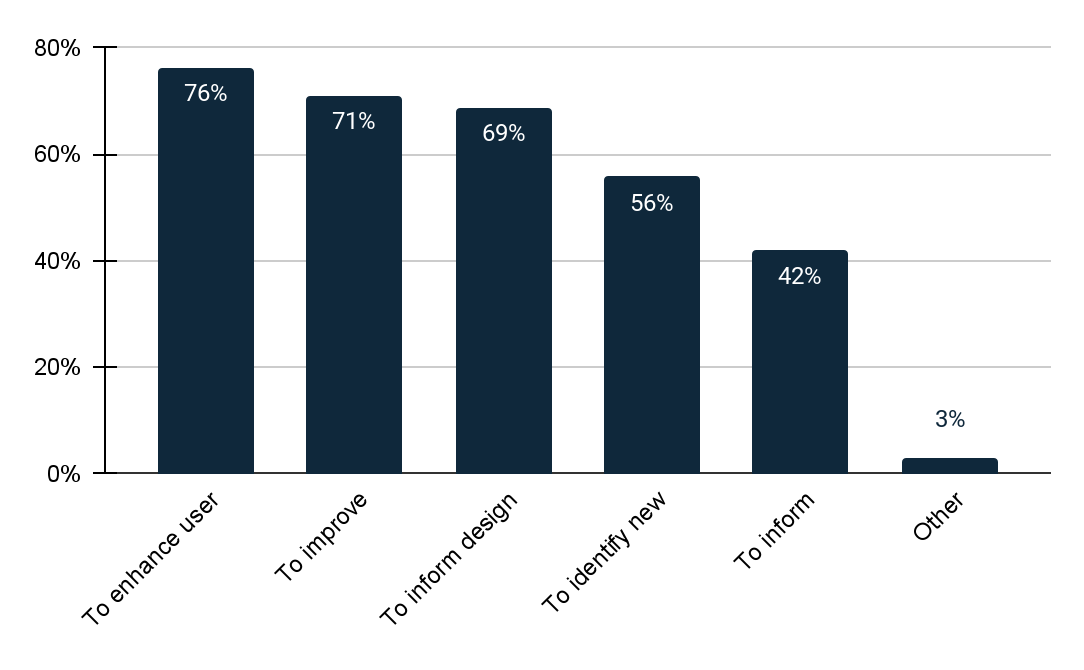 80%
60%
40%
20%
0%
76%
71%
69%
56%
42%
3%
To enhance user
To improve
To inform design
To identify new
To inform
Other